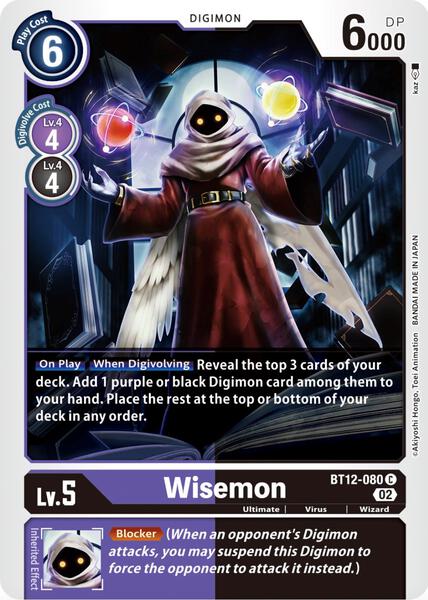 DIGIMON
Play Cost
6
DP
6000
Digivolve Cost
Lv.4
4
Lv.4
4
kaz
©Akiyoshi Hongo, Toei Animation BANDAI MADE IN JAPAN
On Play When Digivolving Reveal the top 3 cards of your
deck. Add 1 purple or black Digimon card among them to
your hand. Place the rest at the top or bottom of your
deck in any order.
BT12-080 C
02
Lv.5
Wisemon
Ultimate | Virus | Wizard
Inherited Effect
Blocker (When an opponent's Digimon
attacks, you may suspend this Digimon to
force the opponent to attack it instead.)